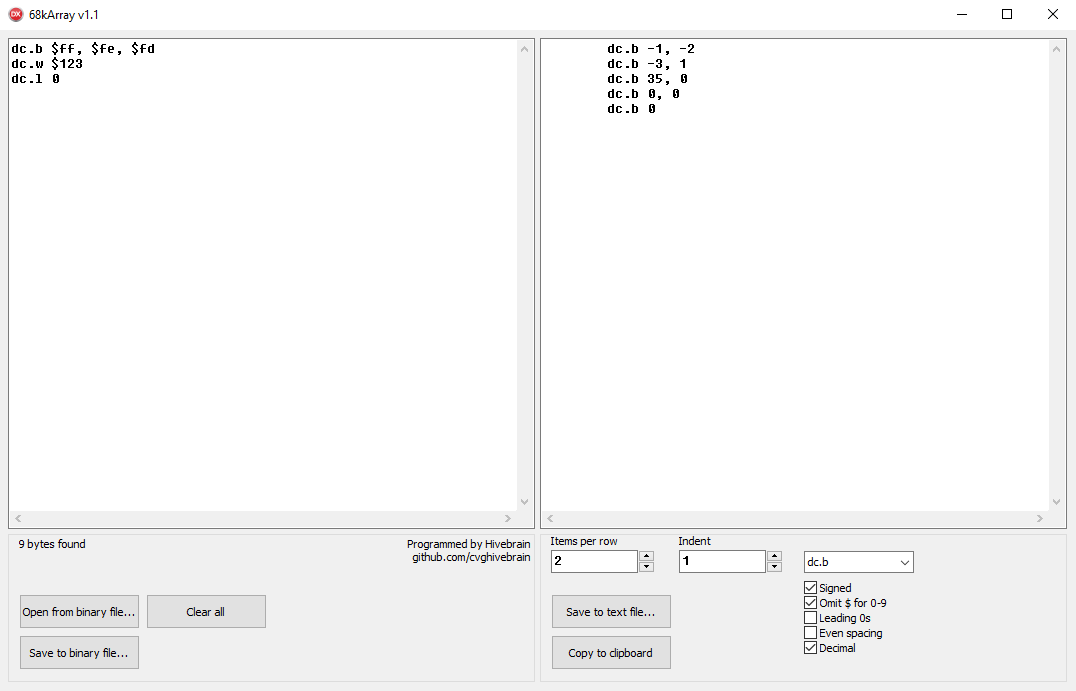 68kArray v1.1
dc.b $ff, $fe, $fd
dc.w $123
dc.l 0
dc.b -1, -2
dc.b -3, 1
dc.b 35, 0
dc.b 0, 0
dc.b 0
9 bytes found
Programmed by Hivebrain
github.com/cvghivebrain
Open from binary file...
Clear all
Save to binary file...
Items per row
Indent
2
1
dc.b
Signed
Omit $ for 0-9
Leading 0s
Even spacing
Decimal
Save to text file...
Copy to clipboard